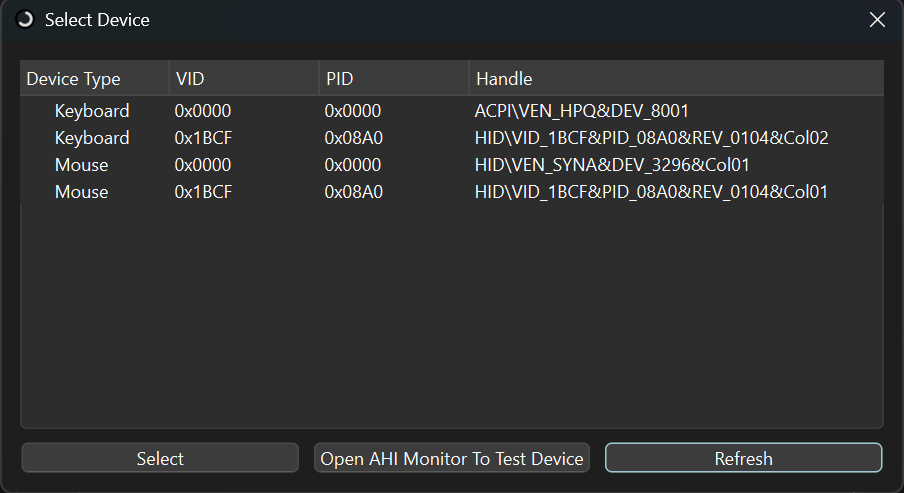 Select Device
Device Type VID PID Handle
Keyboard 0x0000 0x0000 ACPI\VEN_HPQ&DEV_8001
Keyboard 0x1BCF 0x08A0 HID\VID_1BCF&PID_08A0&REV_0104&Col02
Mouse 0x0000 0x0000 HID\VEN_SYNA&DEV_3296&Col01
Mouse 0x1BCF 0x08A0 HID\VID_1BCF&PID_08A0&REV_0104&Col01
Select Open AHI Monitor To Test Device Refresh